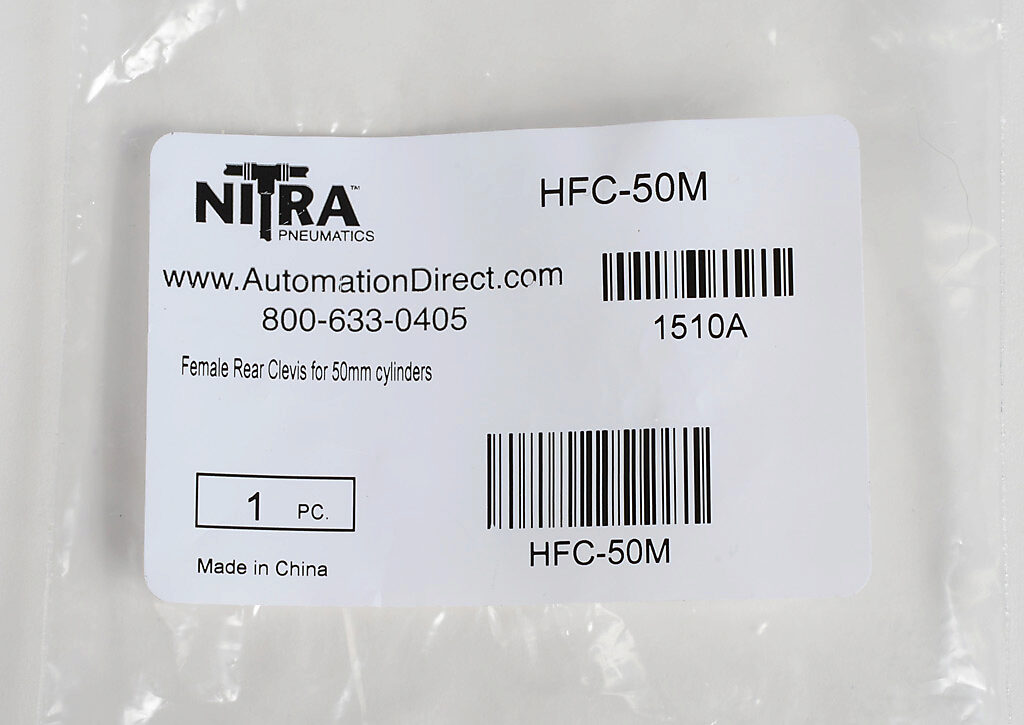 NITRA™
PNEUMATICS
HFC-50M
www.AutomationDirect.com
800-633-0405
1510A
Female Rear Clevis for 50mm cylinders
1 PC.
HFC-50M
Made in China